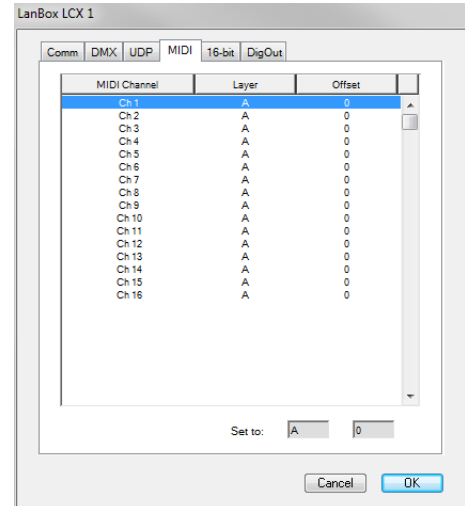 LanBox LCX 1
Comm DMX UDP MIDI 16-bit DigOut
MIDI Channel Layer Offset
Ch 1 A 0
Ch 2 A 0
Ch 3 A 0
Ch 4 A 0
Ch 5 A 0
Ch 6 A 0
Ch 7 A 0
Ch 8 A 0
Ch 9 A 0
Ch 10 A 0
Ch 11 A 0
Ch 12 A 0
Ch 13 A 0
Ch 14 A 0
Ch 15 A 0
Ch 16 A 0
Set to: A 0
Cancel OK